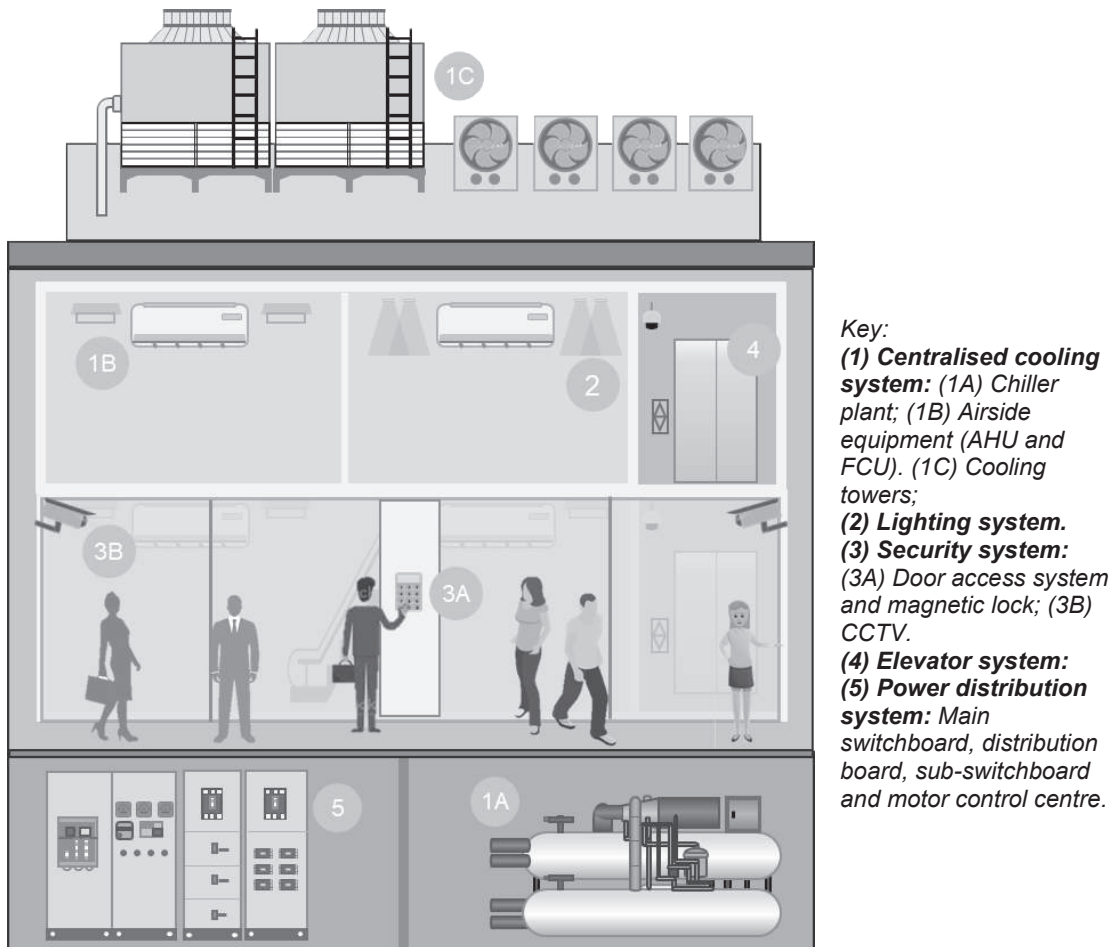 1C
1B
2
4
3B
3A
5
1A
Key:
(1) Centralised cooling
system: (1A) Chiller
plant; (1B) Airside
equipment (AHU and
FCU). (1C) Cooling
towers;
(2) Lighting system.
(3) Security system:
(3A) Door access system
and magnetic lock; (3B)
CCTV.
(4) Elevator system:
(5) Power distribution
system: Main
switchboard, distribution
board, sub-switchboard
and motor control centre.